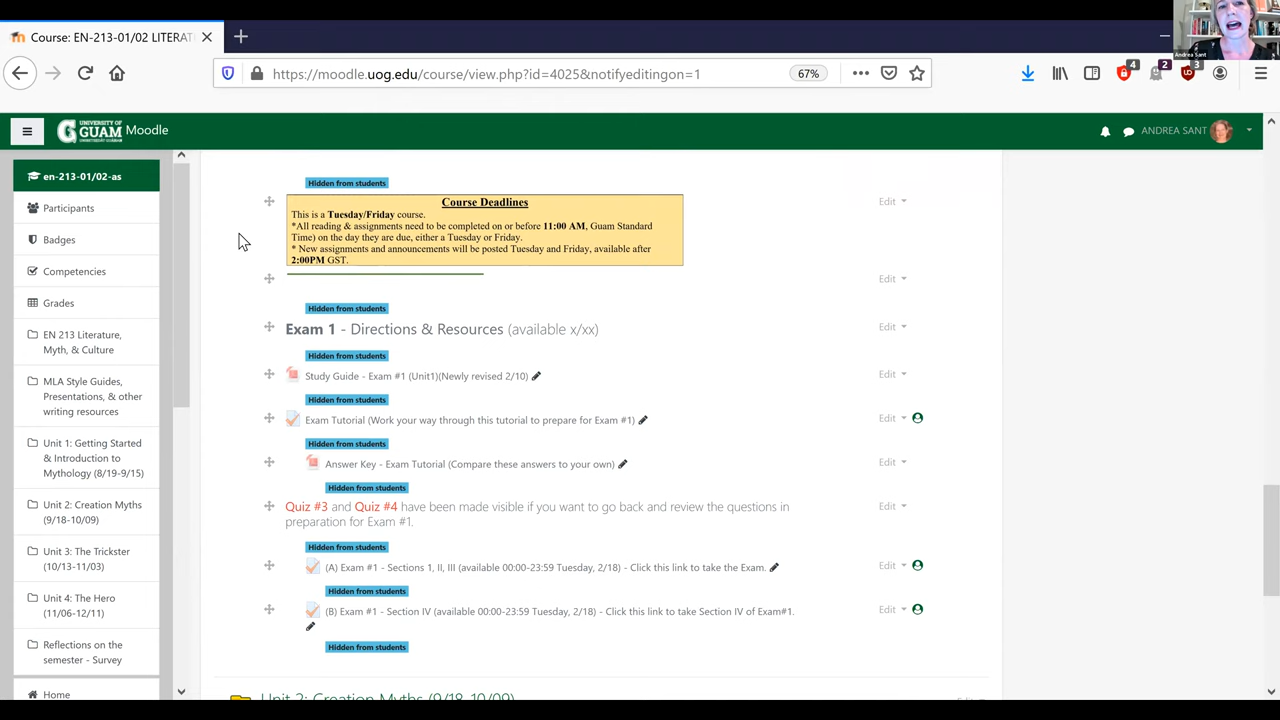 Course: EN-213-01/02 LITERAT
https://moodle.uog.edu/course/view.php?id=4025&notifyeditingon=1
67%
4
2
3
Andrea Sant
UNIVERSITY OF
GUAM Moodle
ANDREA SANT
en-213-01/02-as
Participants
Badges
Competencies
Grades
EN 213 Literature,
Myth, & Culture
MLA Style Guides,
Presentations, & other
writing resources
Unit 1: Getting Started
& Introduction to
Mythology (8/19-9/15)
Unit 2: Creation Myths
(9/18-10/09)
Unit 3: The Trickster
(10/13-11/03)
Unit 4: The Hero
(11/06-12/11)
Reflections on the
semester - Survey
Home
Hidden from students
Course Deadlines
Edit
This is a Tuesday/Friday course.
*All reading & assignments need to be completed on or before 11:00 AM, Guam Standard
Time) on the day they are due, either a Tuesday or Friday.
* New assignments and announcements will be posted Tuesday and Friday, available after
2:00PM GST.
Edit
Hidden from students
Exam 1 - Directions & Resources (available x/xx)
Edit
Hidden from students
Study Guide - Exam #1 (Unit1)(Newly revised 2/10)
Edit
Hidden from students
Exam Tutorial (Work your way through this tutorial to prepare for Exam #1)
Edit
Hidden from students
Answer Key - Exam Tutorial (Compare these answers to your own)
Edit
Hidden from students
Quiz #3 and Quiz #4 have been made visible if you want to go back and review the questions in
preparation for Exam #1.
Edit
Hidden from students
(A) Exam #1 - Sections 1, II, III (available 00:00-23:59 Tuesday, 2/18) - Click this link to take the Exam.
Edit
Hidden from students
(B) Exam #1 - Section IV (available 00:00-23:59 Tuesday, 2/18) - Click this link to take Section IV of Exam#1.
Edit
Hidden from students
Unit 2: Creation Myths (9/18-10/09)
Edit